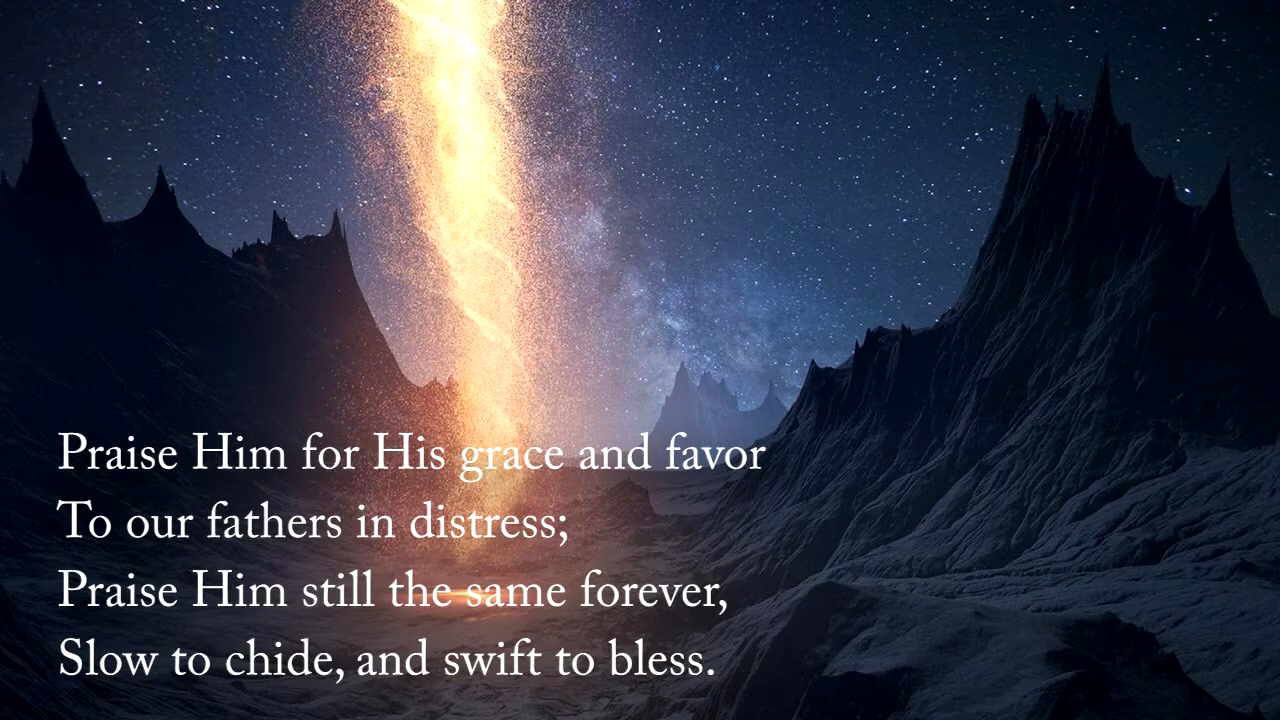 Praise Him for His grace and favor
To our fathers in distress;
Praise Him still the same forever,
Slow to chide, and swift to bless.